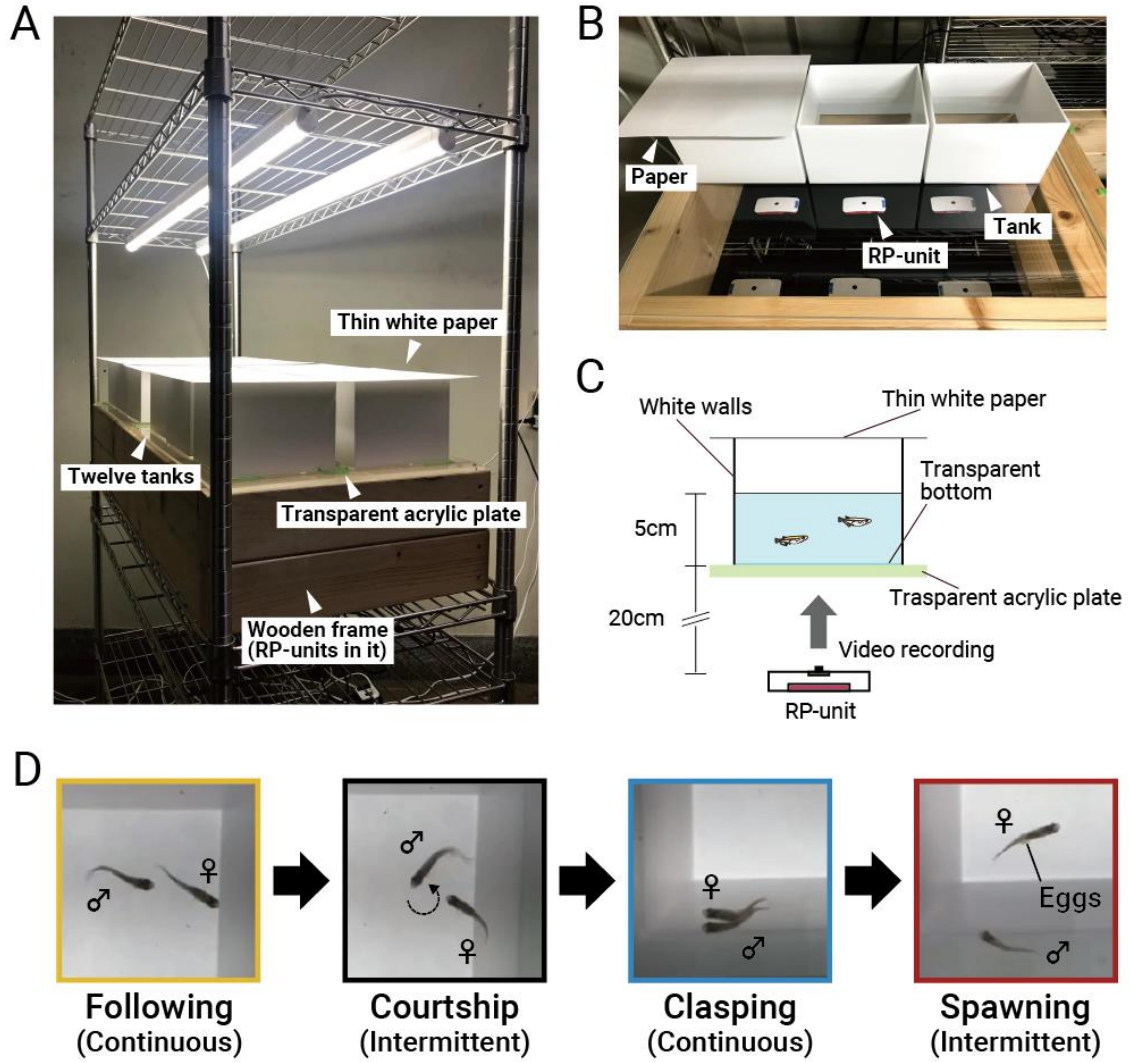 A
Thin white paper
Twelve tanks
Transparent acrylic plate
Wooden frame
(RP-units in it)
B
Paper
Tank
RP-unit
C
White walls
Thin white paper
Transparent
bottom
5cm
Trasparent acrylic plate
20cm
Video recording
RP-unit
D
♂
♀
♂
♀
♀
♂
♀
Eggs
♂
Following
(Continuous)
Courtship
(Intermittent)
Clasping
(Continuous)
Spawning
(Intermittent)